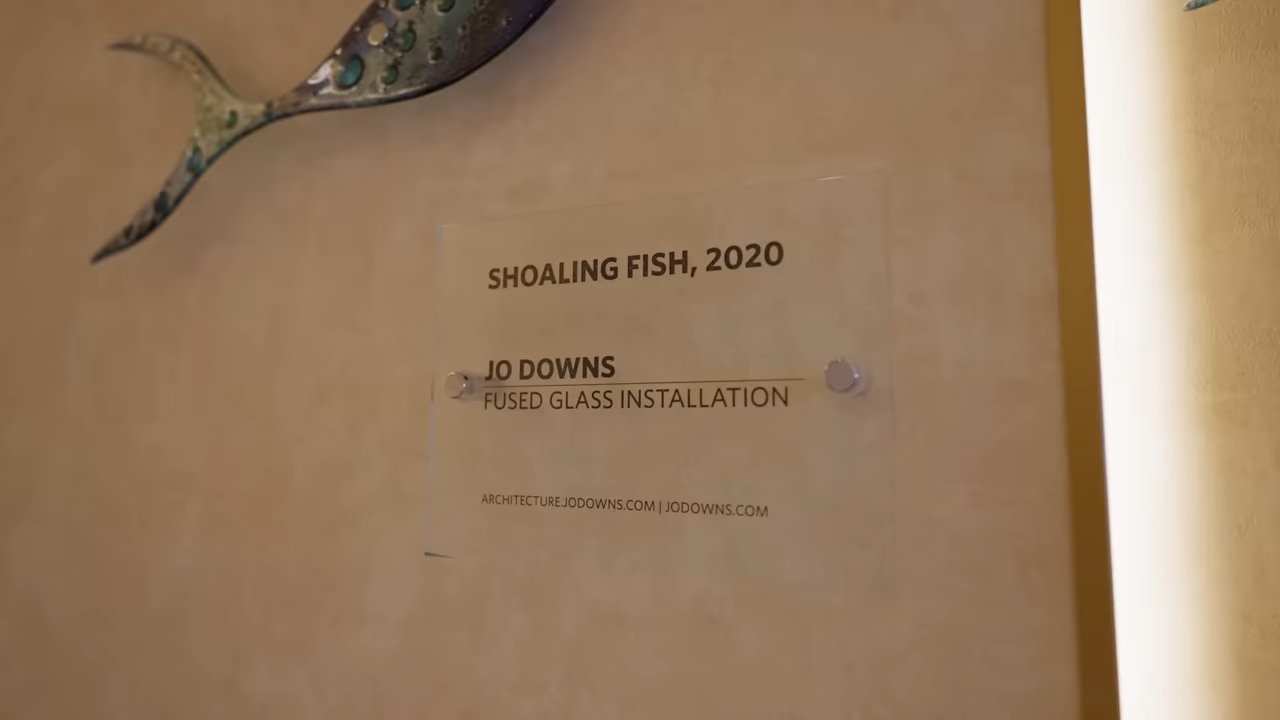 SHOALING FISH, 2020
JO DOWNS
FUSED GLASS INSTALLATION
ARCHITECTURE.JODOWNS.COM | JODOWNS.COM